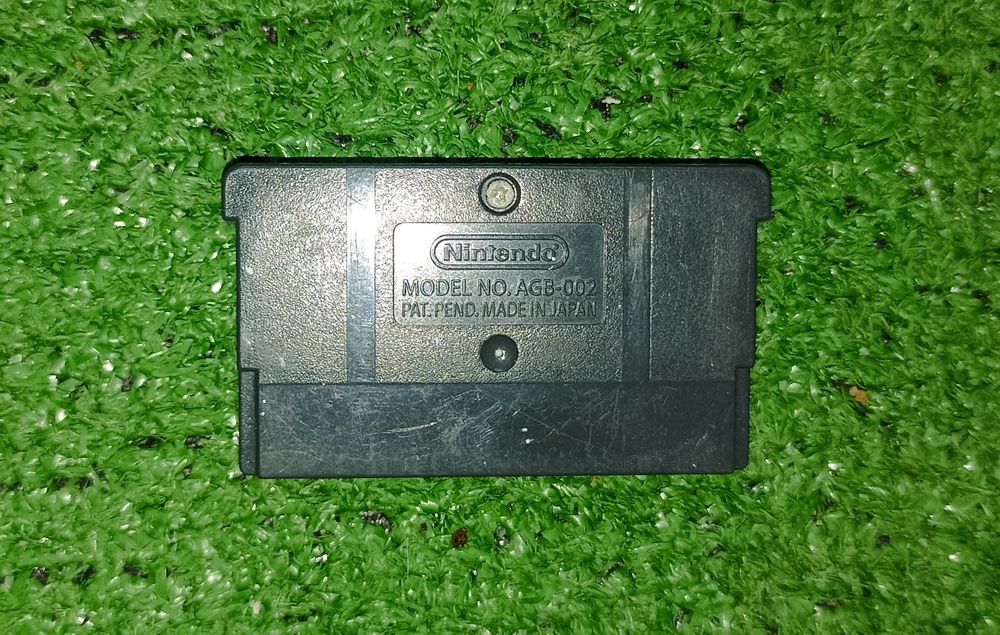 Nintendo®
MODEL NO. AGB-002
PAT. PEND. MADE IN JAPAN